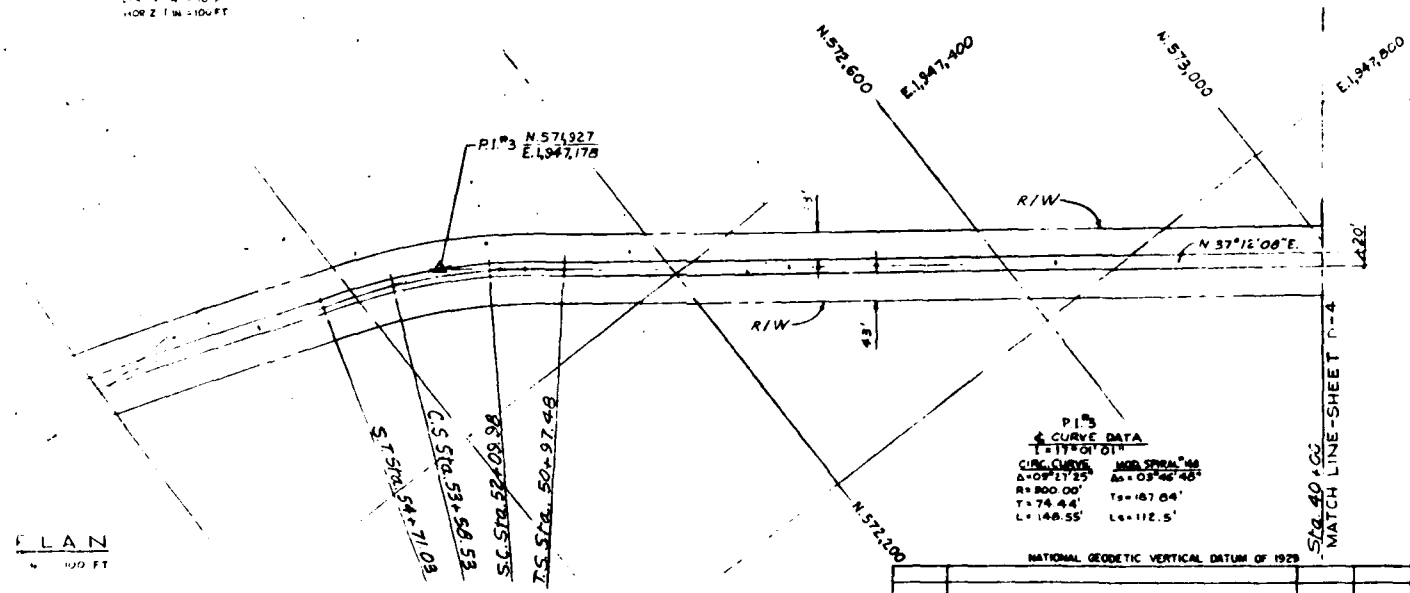 HORZ 1 IN = 100 FT
N. 572,600
E. 1,947,400
N. 573,000
E. 1,947,800
P.I. #3 N. 571,927
E. 1,947,178
R/W
N 37°12'08" E.
420'
R/W
43'
S.T. Sta. 54+71.03
C.S. Sta. 53+58.53
S.C. Sta. 52+09.98
T.S. Sta. 50+97.48
N. 572,200
P.I. #3
℄ CURVE DATA
I = 17°01'01"
CIRC. CURVE MOD. SPIRAL
Δ = 09°27'25" Δs = 03°46'48"
R = 900.00' Ts = 187.84'
T = 74.44'
L = 148.55' Ls = 112.5'
Sta. 40+00
MATCH LINE-SHEET D-4
PLAN
100 FT
NATIONAL GEODETIC VERTICAL DATUM OF 1929